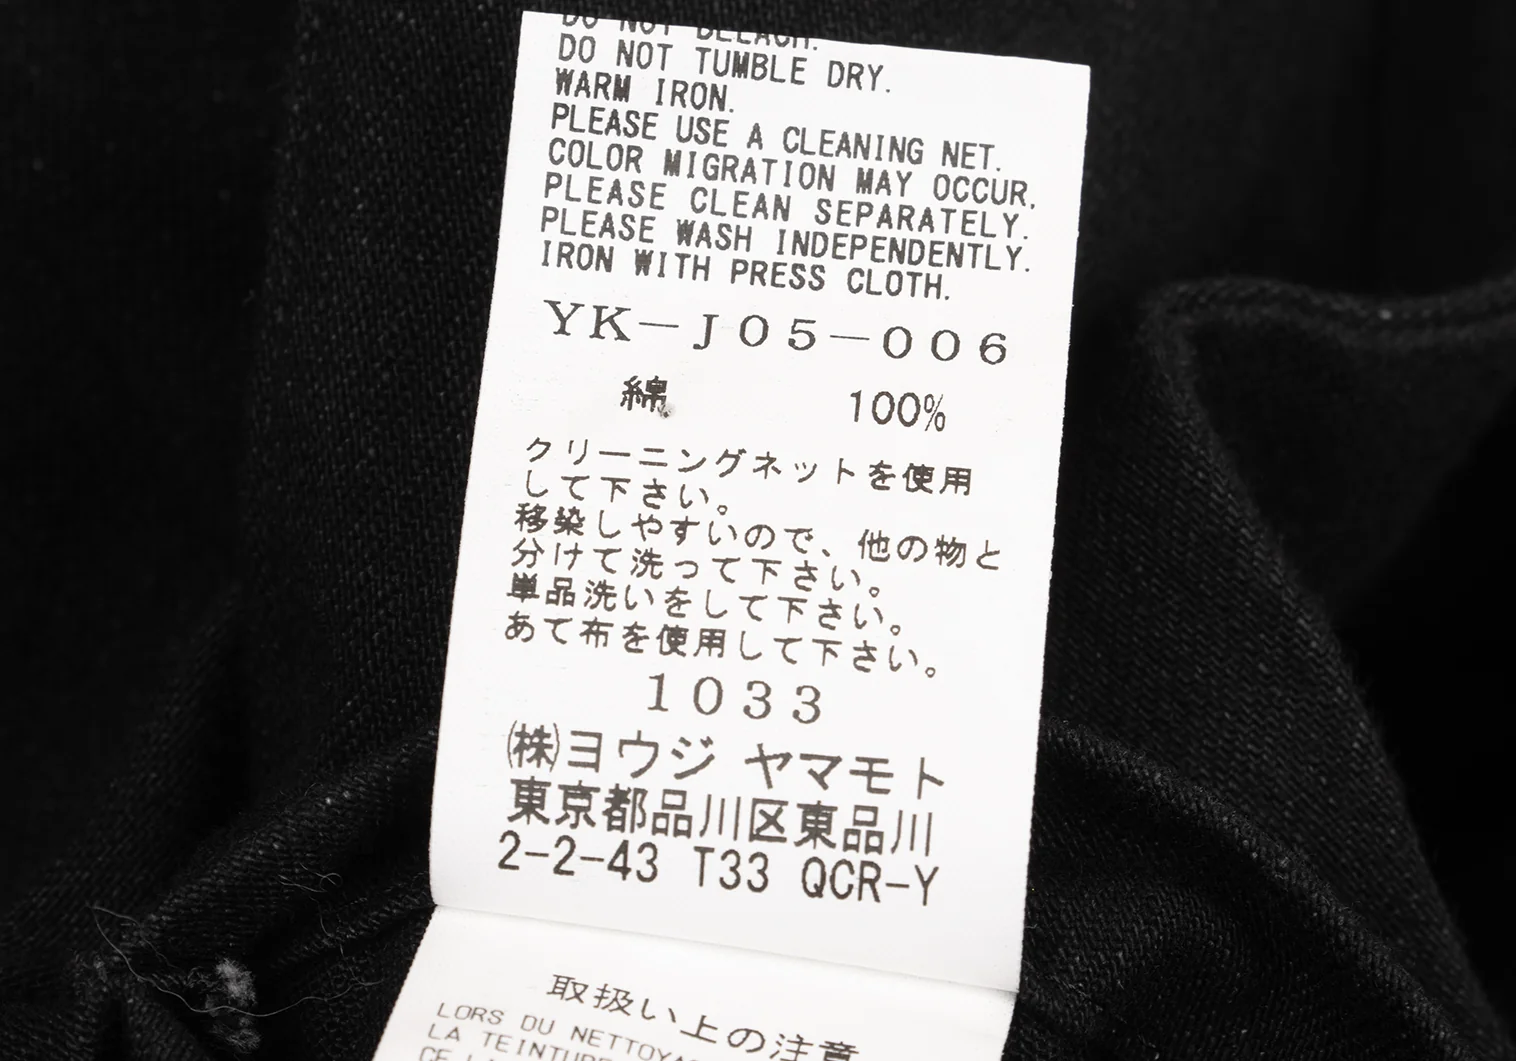 DO NOT BLEACH.
DO NOT TUMBLE DRY.
WARM IRON.
PLEASE USE A CLEANING NET.
COLOR MIGRATION MAY OCCUR.
PLEASE CLEAN SEPARATELY.
PLEASE WASH INDEPENDENTLY.
IRON WITH PRESS CLOTH.
YK-J05-006
綿 100%
クリーニングネットを使用
して下さい。
移染しやすいので、他の物と
分けて洗って下さい。
単品洗いをして下さい。
あて布を使用して下さい。
1033
㈱ヨウジ ヤマモト
東京都品川区東品川
2-2-43 T33 QCR-Y
取扱い上の注意
LORS DU NETTOYA
LA TEINTURE